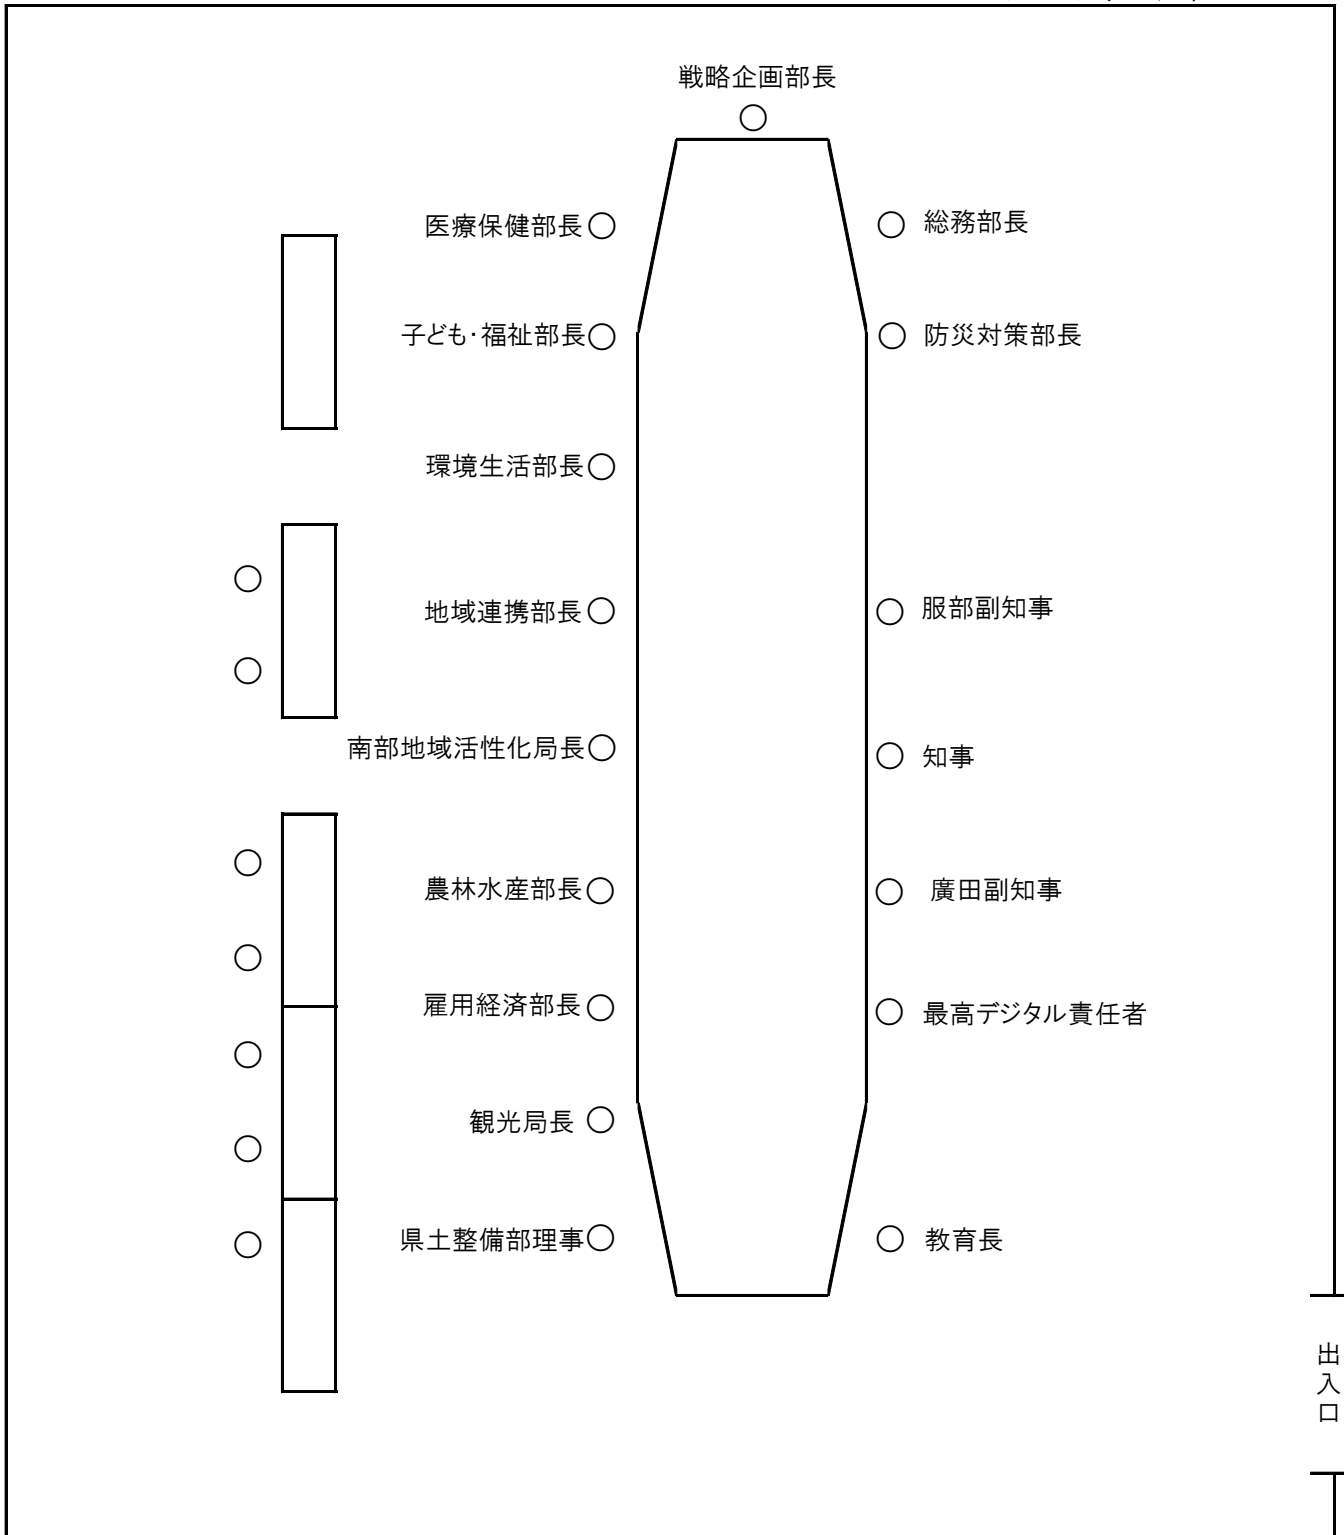 戦略企画部長
医療保健部長
総務部長
子ども・福祉部長
防災対策部長
環境生活部長
地域連携部長
服部副知事
南部地域活性化局長
知事
農林水産部長
廣田副知事
雇用経済部長
最高デジタル責任者
観光局長
県土整備部理事
教育長
出入口